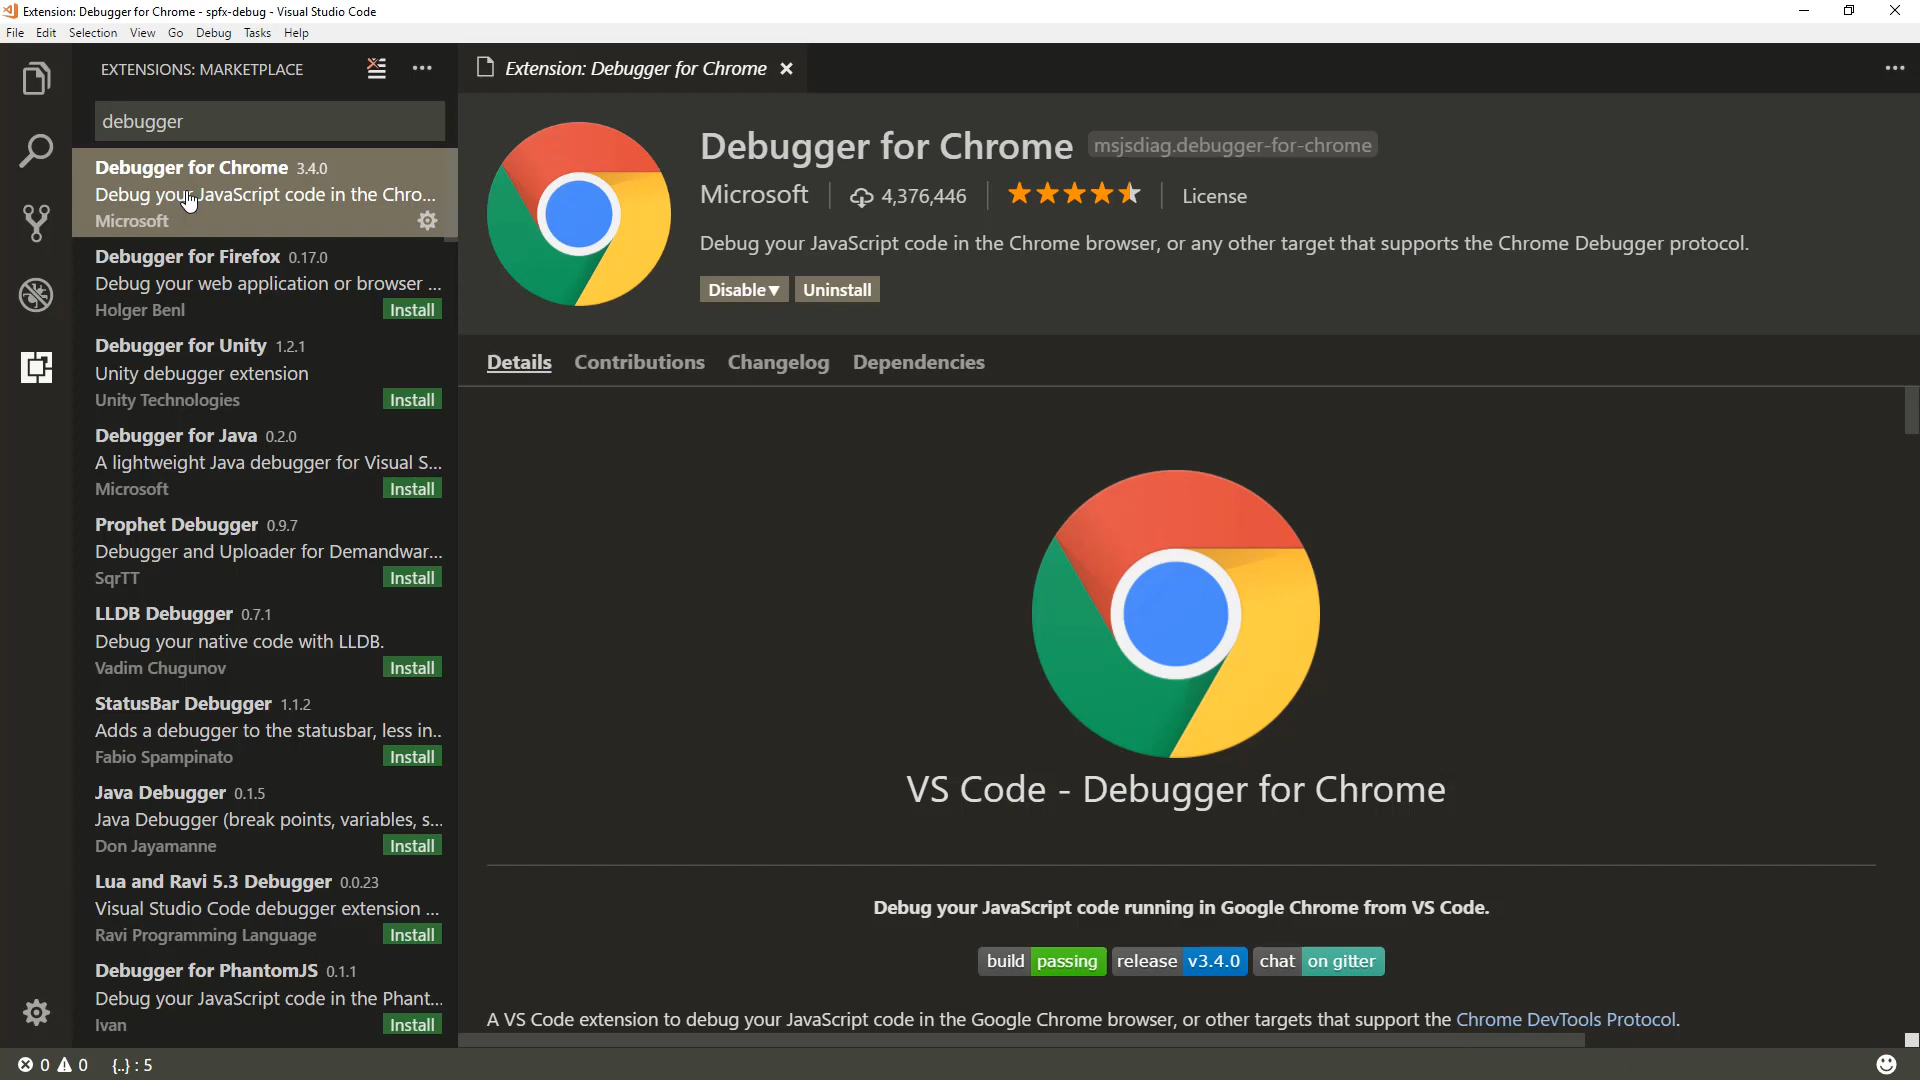 Extension: Debugger for Chrome - spfx-debug - Visual Studio Code
File Edit Selection View Go Debug Tasks Help
EXTENSIONS: MARKETPLACE
debugger
Debugger for Chrome 3.4.0
Debug your JavaScript code in the Chro...
Microsoft
Debugger for Firefox 0.17.0
Debug your web application or browser ...
Holger Benl Install
Debugger for Unity 1.2.1
Unity debugger extension
Unity Technologies Install
Debugger for Java 0.2.0
A lightweight Java debugger for Visual S...
Microsoft Install
Prophet Debugger 0.9.7
Debugger and Uploader for Demandwar...
SqrTT Install
LLDB Debugger 0.7.1
Debug your native code with LLDB.
Vadim Chugunov Install
StatusBar Debugger 1.1.2
Adds a debugger to the statusbar, less in...
Fabio Spampinato Install
Java Debugger 0.1.5
Java Debugger (break points, variables, s...
Don Jayamanne Install
Lua and Ravi 5.3 Debugger 0.0.23
Visual Studio Code debugger extension ...
Ravi Programming Language Install
Debugger for PhantomJS 0.1.1
Debug your JavaScript code in the Phant...
Ivan Install
Extension: Debugger for Chrome
Debugger for Chrome msjsdiag.debugger-for-chrome
Microsoft 4,376,446 License
Debug your JavaScript code in the Chrome browser, or any other target that supports the Chrome Debugger protocol.
Disable▼ Uninstall
Details Contributions Changelog Dependencies
VS Code - Debugger for Chrome
Debug your JavaScript code running in Google Chrome from VS Code.
build passing release v3.4.0 chat on gitter
A VS Code extension to debug your JavaScript code in the Google Chrome browser, or other targets that support the Chrome DevTools Protocol.
0 0 {..} : 5